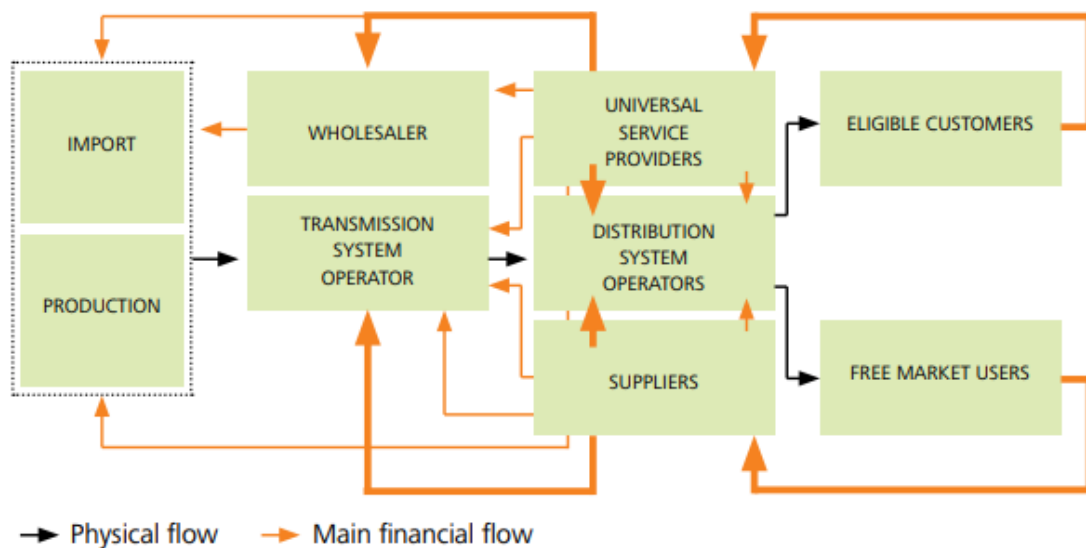 IMPORT
PRODUCTION
WHOLESALER
TRANSMISSION
SYSTEM
OPERATOR
UNIVERSAL
SERVICE
PROVIDERS
DISTRIBUTION
SYSTEM
OPERATORS
SUPPLIERS
ELIGIBLE CUSTOMERS
FREE MARKET USERS
Physical flow
Main financial flow